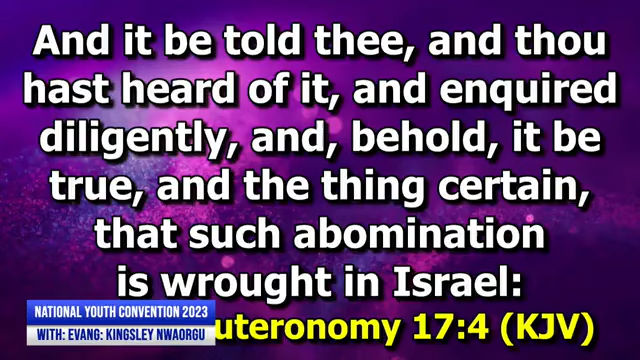 And it be told thee, and thou
hast heard of it, and enquired
diligently, and, behold, it be
true, and the thing certain,
that such abomination
is wrought in Israel:
uteronomy 17:4 (KJV)
NATIONAL YOUTH CONVENTION 2023
WITH: EVANG: KINGSLEY NWAORGU